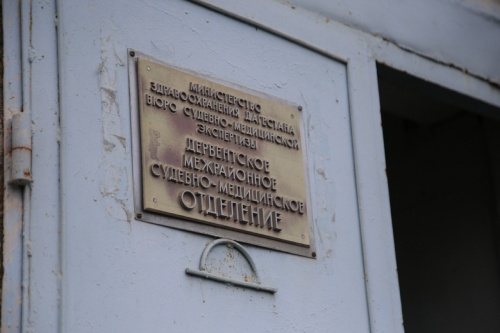 МИНИСТЕРСТВО
ЗДРАВООХРАНЕНИЯ ДАГЕСТАНА
БЮРО СУДЕБНО-МЕДИЦИНСКОЙ
ЭКСПЕРТИЗЫ
ДЕРБЕНТСКОЕ
МЕЖРАЙОННОЕ
СУДЕБНО-МЕДИЦИНСКОЕ
ОТДЕЛЕНИЕ